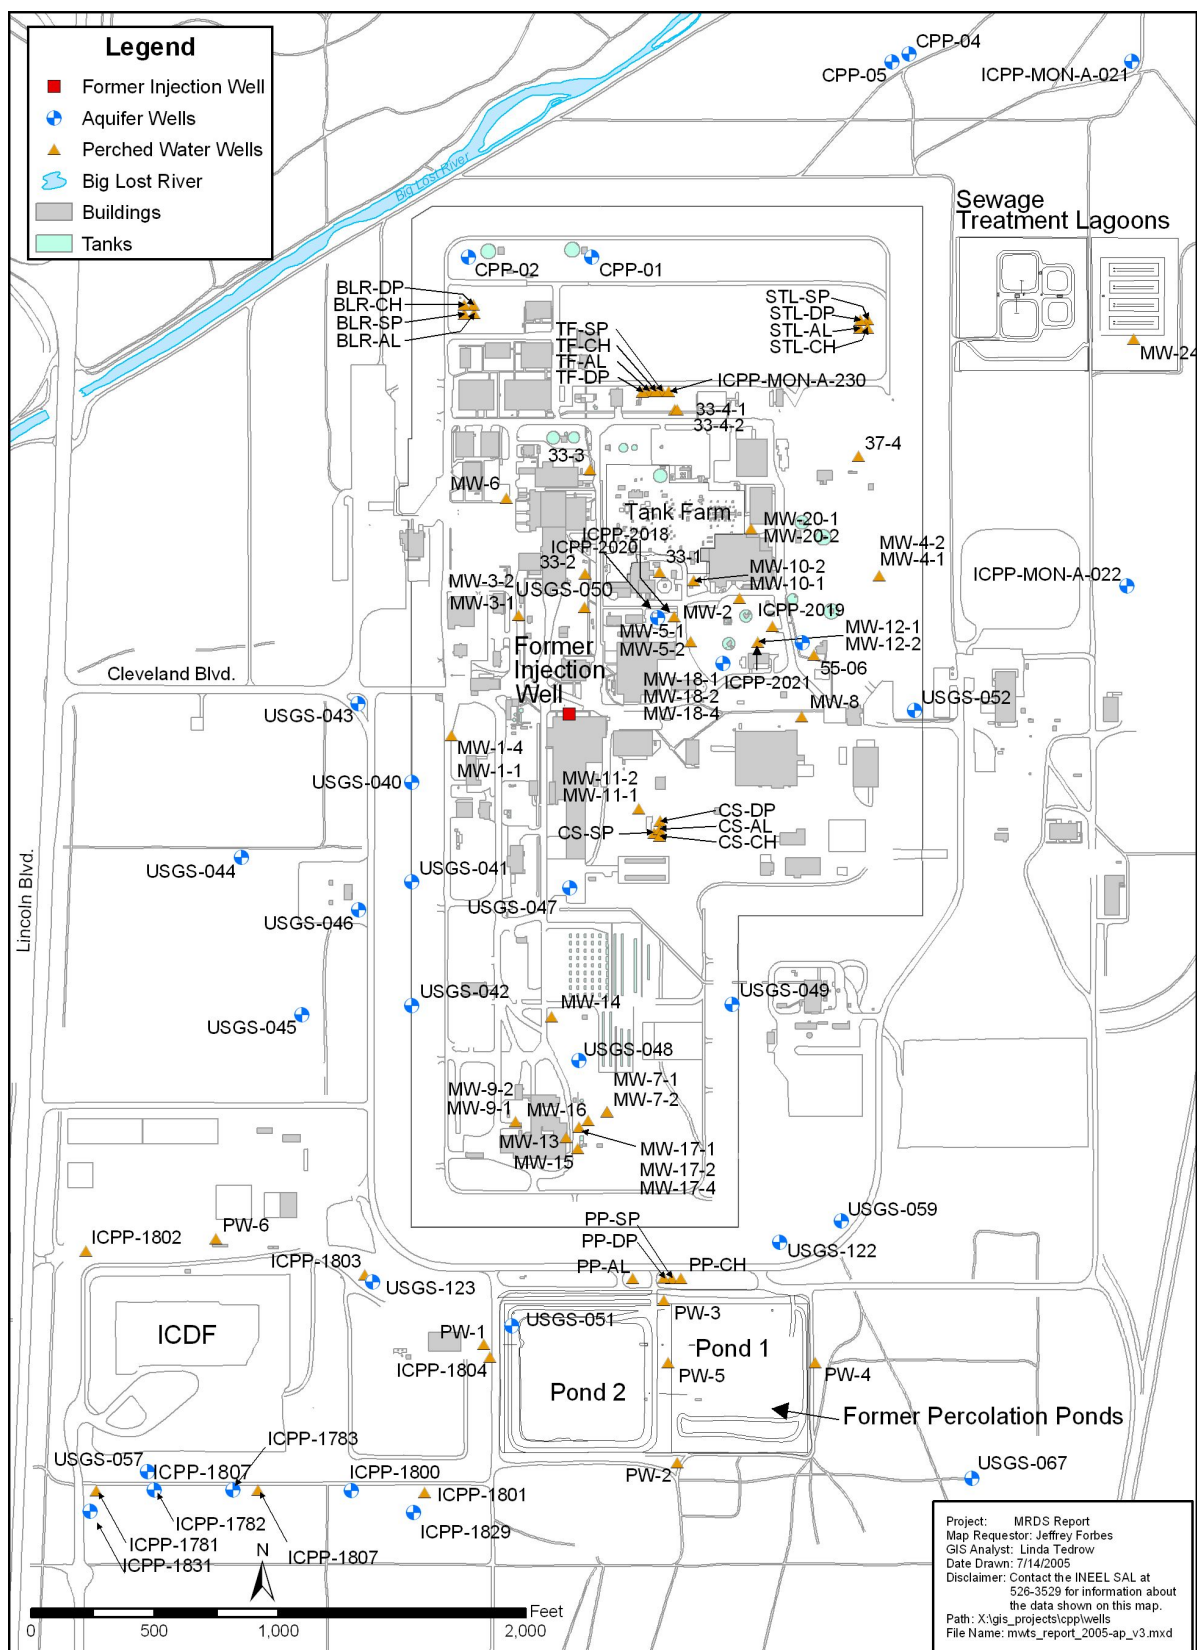 Legend
Former Injection Well
Aquifer Wells
Perched Water Wells
Big Lost River
Buildings
Tanks
CPP-04
CPP-05
ICPP-MON-A-021
Big Lost River
Sewage
Treatment Lagoons
CPP-02
CPP-01
BLR-DP
BLR-CH
BLR-SP
BLR-AL
STL-SP
STL-DP
STL-AL
STL-CH
TF-SP
TF-CH
TF-AL
TF-DP
MW-24
ICPP-MON-A-230
33-4-1
33-4-2
37-4
33-3
MW-6
Tank Farm
MW-20-1
MW-20-2
ICPP-2018
ICPP-2020
33-2
33-1
MW-4-2
MW-4-1
MW-10-2
MW-10-1
ICPP-MON-A-022
MW-3-2
MW-3-1
USGS-050
MW-2
ICPP-2019
MW-5-1
MW-5-2
MW-12-1
MW-12-2
Former
Injection
Well
55-06
Cleveland Blvd.
MW-18-1
MW-18-2
MW-18-4
ICPP-2021
MW-8
USGS-052
USGS-043
MW-1-4
MW-1-1
USGS-040
MW-11-2
MW-11-1
CS-DP
CS-AL
CS-CH
CS-SP
USGS-044
USGS-041
USGS-047
USGS-046
Lincoln Blvd.
USGS-042
USGS-045
MW-14
USGS-049
USGS-048
MW-7-1
MW-7-2
MW-9-2
MW-9-1
MW-16
MW-13
MW-15
MW-17-1
MW-17-2
MW-17-4
PP-SP
PP-DP
PP-AL
PP-CH
USGS-059
USGS-122
ICPP-1802
PW-6
ICPP-1803
USGS-123
PW-3
USGS-051
ICDF
PW-1
ICPP-1804
Pond 1
Pond 2
PW-5
PW-4
Former Percolation Ponds
PW-2
USGS-067
USGS-057
ICPP-1783
ICPP-1807
ICPP-1800
ICPP-1801
ICPP-1782
ICPP-1829
ICPP-1781
ICPP-1831
ICPP-1807
N
Feet
0 500 1,000 2,000
Project: MRDS Report
Map Requestor: Jeffrey Forbes
GIS Analyst: Linda Tedrow
Date Drawn: 7/14/2005
Disclaimer: Contact the INEEL SAL at
526-3529 for information about
the data shown on this map.
Path: X:\gis_projects\cpp\wells
File Name: mwts_report_2005-ap_v3.mxd